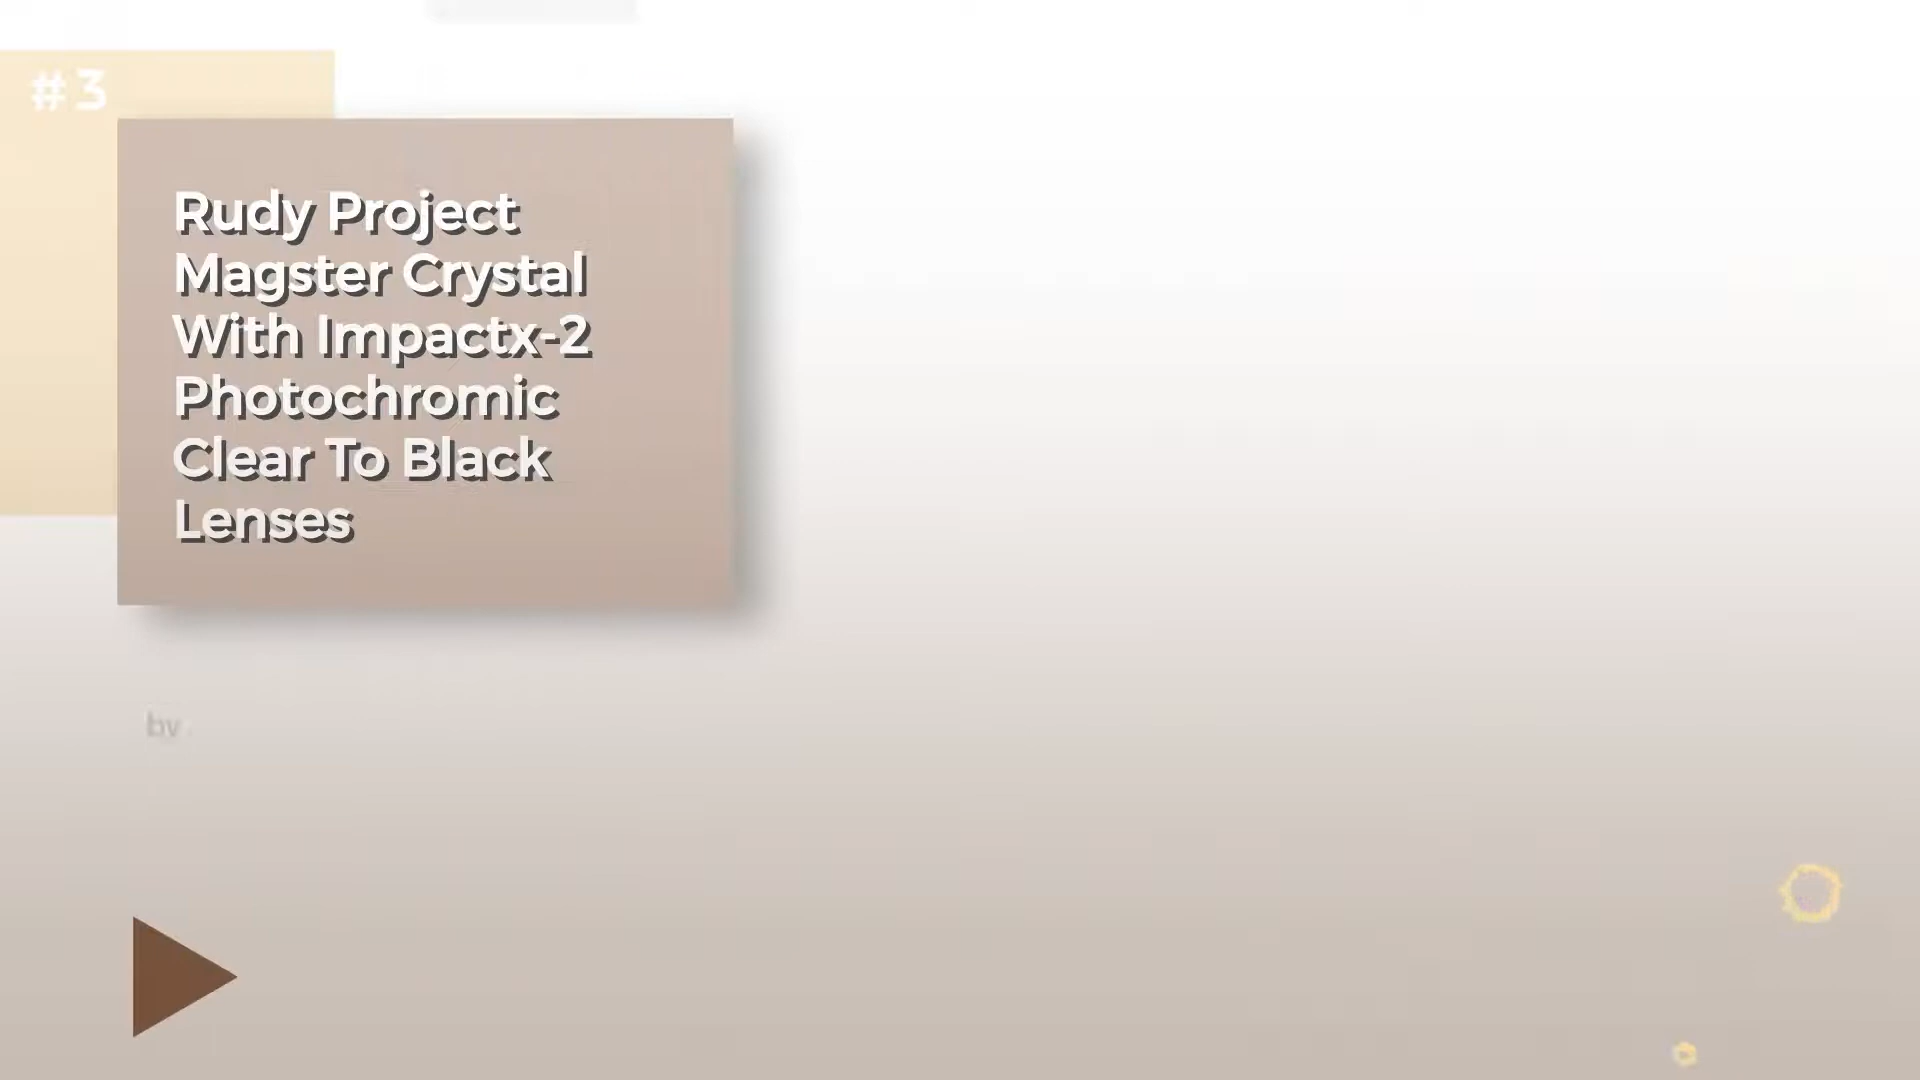 #3
Rudy Project
Magster Crystal
With Impactx-2
Photochromic
Clear To Black
Lenses
by